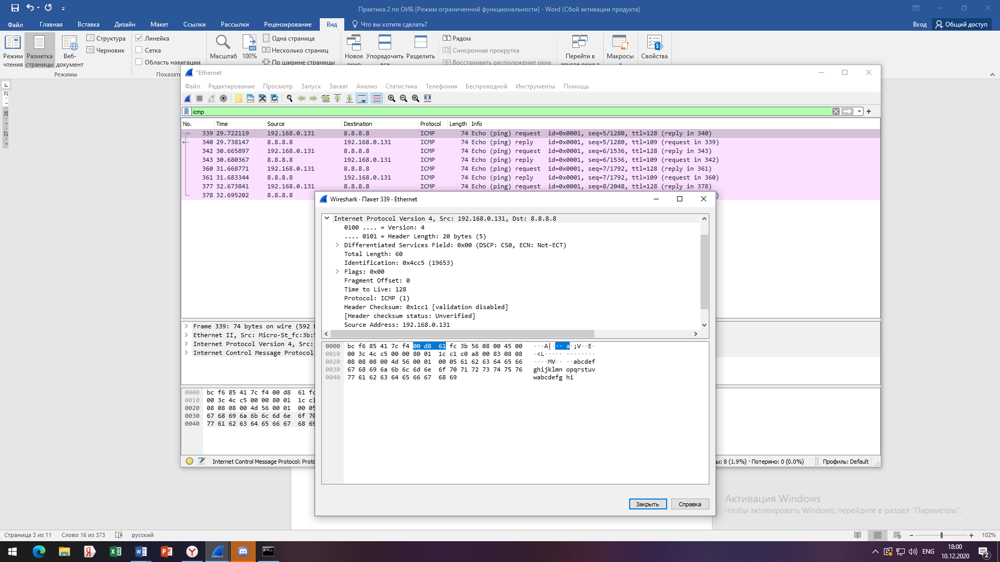 Практика 2 по ОИБ [Режим ограниченной функциональности] - Word (Сбой активации продукта)
Файл Главная Вставка Дизайн Макет Ссылки Рассылки Рецензирование Вид Что вы хотите сделать? Вход Общий доступ
Режим чтения
Разметка страницы
Веб-документ
Структура
Черновик
Режимы
Линейка
Сетка
Область навигации
Показать
Масштаб
100%
Одна страница
Несколько страниц
По ширине страницы
Новое окно
Упорядочить все
Разделить
Рядом
Синхронная прокрутка
Восстановить расположение окна
Перейти в другое окно
Макросы
Свойства
*Ethernet
Файл Редактирование Просмотр Запуск Захват Анализ Статистика Телефония Беспроводной Инструменты Помощь
icmp
No. Time Source Destination Protocol Length Info
339 29.722119 192.168.0.131 8.8.8.8 ICMP 74 Echo (ping) request id=0x0001, seq=5/1280, ttl=128 (reply in 340)
340 29.738147 8.8.8.8 192.168.0.131 ICMP 74 Echo (ping) reply id=0x0001, seq=5/1280, ttl=109 (request in 339)
342 30.665897 192.168.0.131 8.8.8.8 ICMP 74 Echo (ping) request id=0x0001, seq=6/1536, ttl=128 (reply in 343)
343 30.680367 8.8.8.8 192.168.0.131 ICMP 74 Echo (ping) reply id=0x0001, seq=6/1536, ttl=109 (request in 342)
360 31.668771 192.168.0.131 8.8.8.8 ICMP 74 Echo (ping) request id=0x0001, seq=7/1792, ttl=128 (reply in 361)
361 31.683344 8.8.8.8 192.168.0.131 ICMP 74 Echo (ping) reply id=0x0001, seq=7/1792, ttl=109 (request in 360)
377 32.673841 192.168.0.131 8.8.8.8 ICMP 74 Echo (ping) request id=0x0001, seq=8/2048, ttl=128 (reply in 378)
378 32.695202 8.8.8.8
Wireshark · Пакет 339 · Ethernet
Internet Protocol Version 4, Src: 192.168.0.131, Dst: 8.8.8.8
0100 .... = Version: 4
.... 0101 = Header Length: 20 bytes (5)
Differentiated Services Field: 0x00 (DSCP: CS0, ECN: Not-ECT)
Total Length: 60
Identification: 0x4cc5 (19653)
Flags: 0x00
Fragment Offset: 0
Time to Live: 128
Protocol: ICMP (1)
Header Checksum: 0x1cc1 [validation disabled]
[Header checksum status: Unverified]
Source Address: 192.168.0.131
0000 bc f6 85 41 7c f4 00 d8 61 fc 3b 56 08 00 45 00 ···A|··· a·;V··E·
0010 00 3c 4c c5 00 00 80 01 1c c1 c0 a8 00 83 08 08 ·<L····· ········
0020 08 08 08 00 4d 56 00 01 00 05 61 62 63 64 65 66 ····MV·· ··abcdef
0030 67 68 69 6a 6b 6c 6d 6e 6f 70 71 72 73 74 75 76 ghijklmn opqrstuv
0040 77 61 62 63 64 65 66 67 68 69 wabcdefg hi
Закрыть Справка
Frame 339: 74 bytes on wire (592
Ethernet II, Src: Micro-St_fc:3b:
Internet Protocol Version 4, Src:
Internet Control Message Protocol
0000 bc f6 85 41 7c f4 00 d8 61 fc
0010 00 3c 4c c5 00 00 80 01 1c c1
0020 08 08 08 00 4d 56 00 01 00 05
0030 67 68 69 6a 6b 6c 6d 6e 6f 70
0040 77 61 62 63 64 65 66 67 68 69
Internet Control Message Protocol: Proto
ы: 8 (1.9%) · Потеряно: 0 (0.0%) Профиль: Default
Активация Windows
Чтобы активировать Windows, перейдите в раздел "Параметры".
Страница 3 из 11 Слово 16 из 373 русский 102%
ENG 18:00
10.12.2020
2